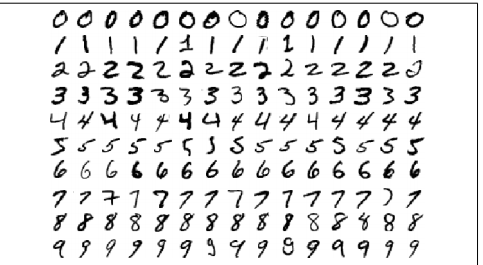 0 0 0 0 0 0 0 0 0 0 0 0 0 0 0
1 1 1 1 1 1 1 1 1 1 1 1 1 1 1
2 2 2 2 2 2 2 2 2 2 2 2 2 2 2
3 3 3 3 3 3 3 3 3 3 3 3 3 3 3
4 4 4 4 4 4 4 4 4 4 4 4 4 4 4
5 5 5 5 5 5 5 5 5 5 5 5 5 5 5
6 6 6 6 6 6 6 6 6 6 6 6 6 6 6
7 7 7 7 7 7 7 7 7 7 7 7 7 7 7
8 8 8 8 8 8 8 8 8 8 8 8 8 8 8
9 9 9 9 9 9 9 9 9 9 9 9 9 9 9